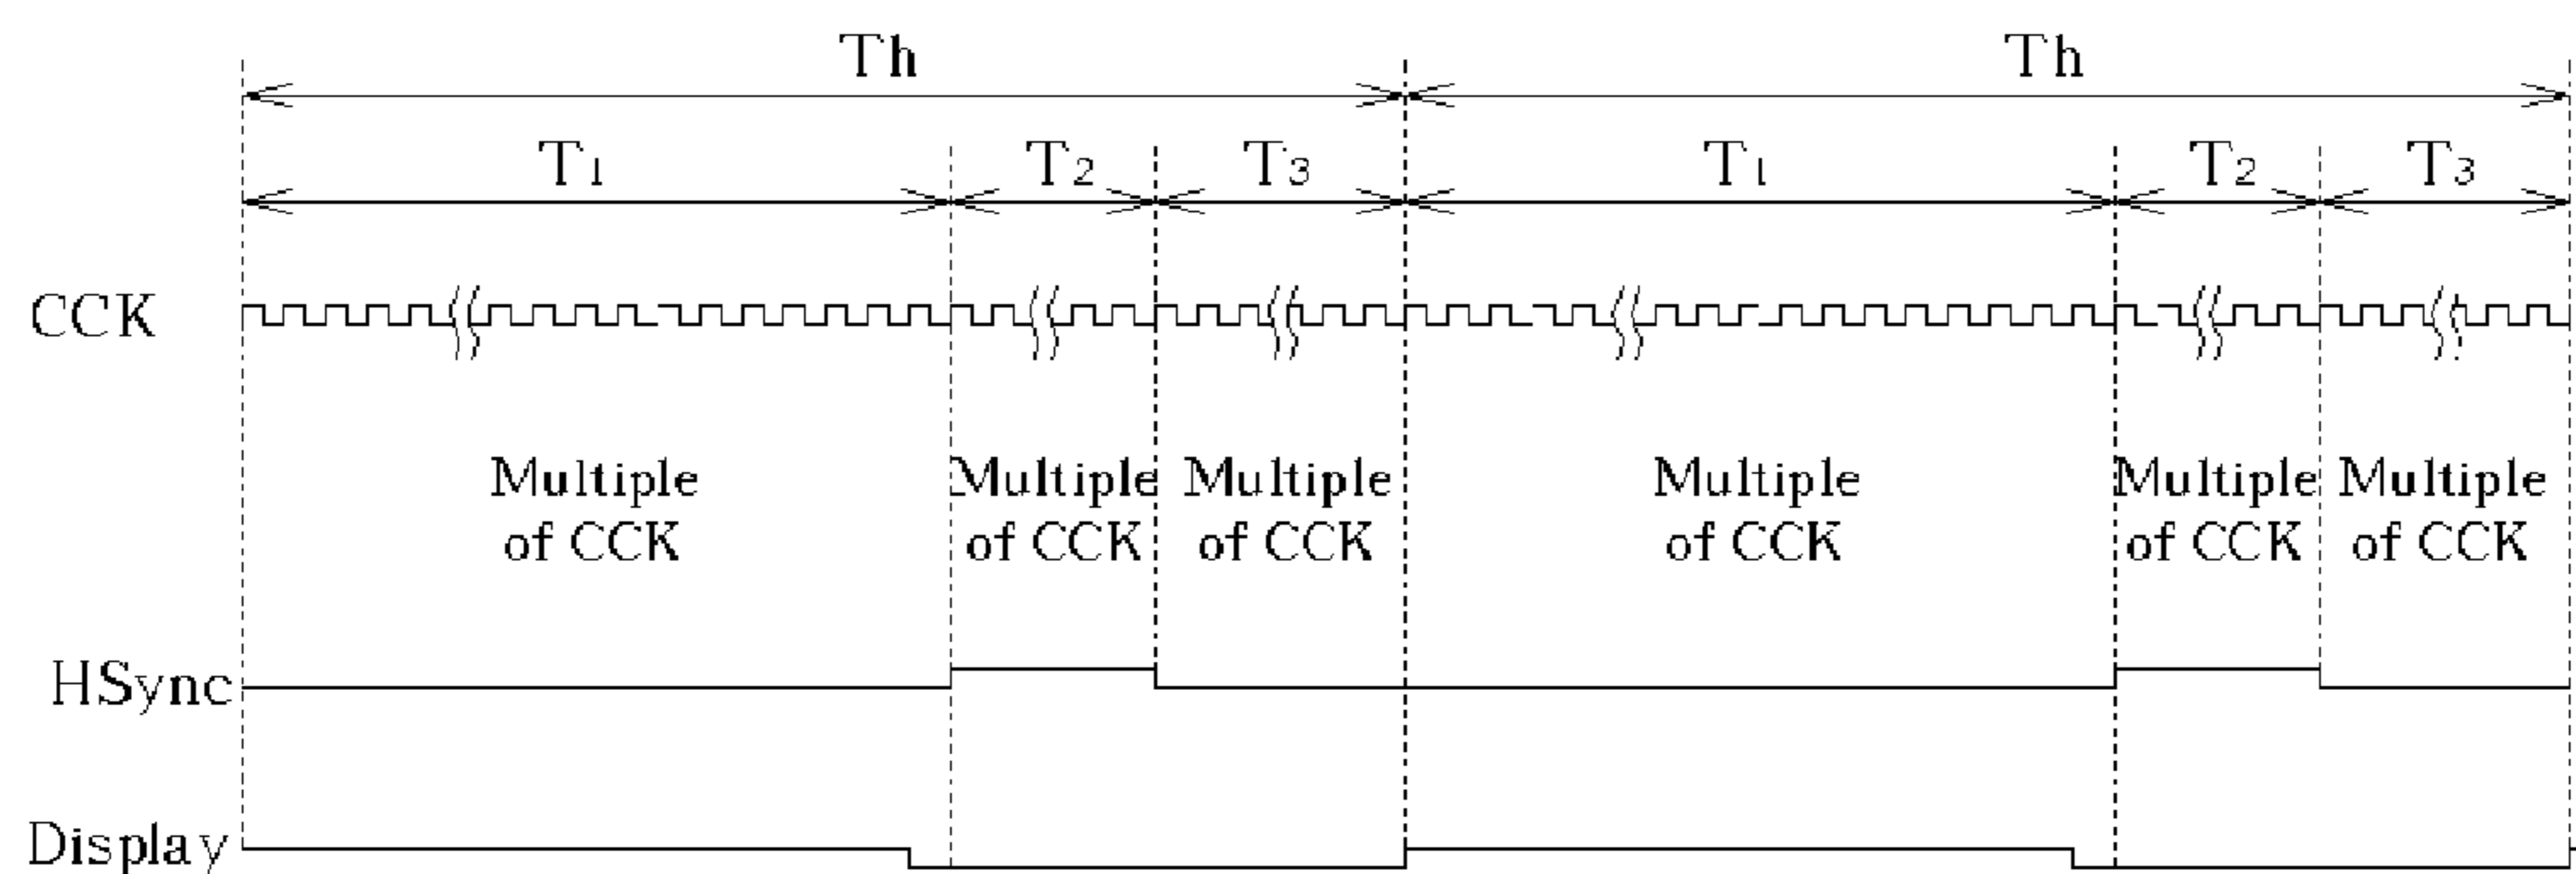 Th Th
T1 T2 T3 T1 T2 T3
CCK
Multiple Multiple Multiple Multiple Multiple Multiple
of CCK of CCK of CCK of CCK of CCK of CCK
HSync
Display